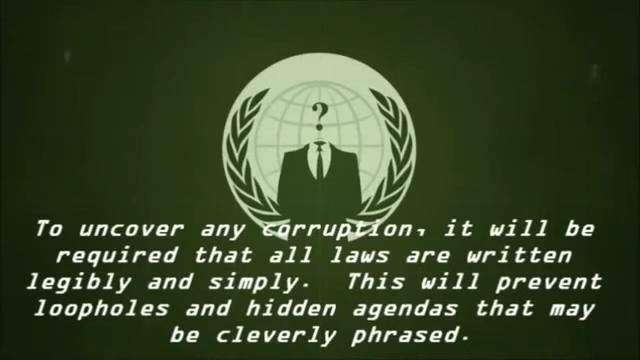 ?
To uncover any corruption, it will be
required that all laws are written
legibly and simply.  This will prevent
loopholes and hidden agendas that may
be cleverly phrased.